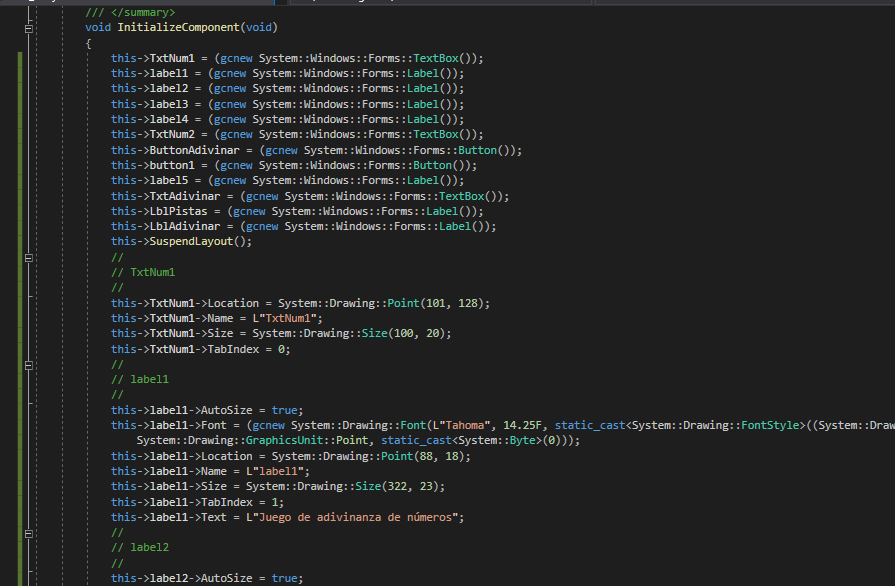 /// </summary>
void InitializeComponent(void)
{
this->TxtNum1 = (gcnew System::Windows::Forms::TextBox());
this->label1 = (gcnew System::Windows::Forms::Label());
this->label2 = (gcnew System::Windows::Forms::Label());
this->label3 = (gcnew System::Windows::Forms::Label());
this->label4 = (gcnew System::Windows::Forms::Label());
this->TxtNum2 = (gcnew System::Windows::Forms::TextBox());
this->ButtonAdivinar = (gcnew System::Windows::Forms::Button());
this->button1 = (gcnew System::Windows::Forms::Button());
this->label5 = (gcnew System::Windows::Forms::Label());
this->TxtAdivinar = (gcnew System::Windows::Forms::TextBox());
this->LblPistas = (gcnew System::Windows::Forms::Label());
this->LblAdivinar = (gcnew System::Windows::Forms::Label());
this->SuspendLayout();
//
// TxtNum1
//
this->TxtNum1->Location = System::Drawing::Point(101, 128);
this->TxtNum1->Name = L"TxtNum1";
this->TxtNum1->Size = System::Drawing::Size(100, 20);
this->TxtNum1->TabIndex = 0;
//
// label1
//
this->label1->AutoSize = true;
this->label1->Font = (gcnew System::Drawing::Font(L"Tahoma", 14.25F, static_cast<System::Drawing::FontStyle>((System::Draw
System::Drawing::GraphicsUnit::Point, static_cast<System::Byte>(0)));
this->label1->Location = System::Drawing::Point(88, 18);
this->label1->Name = L"label1";
this->label1->Size = System::Drawing::Size(322, 23);
this->label1->TabIndex = 1;
this->label1->Text = L"Juego de adivinanza de números";
//
// label2
//
this->label2->AutoSize = true;